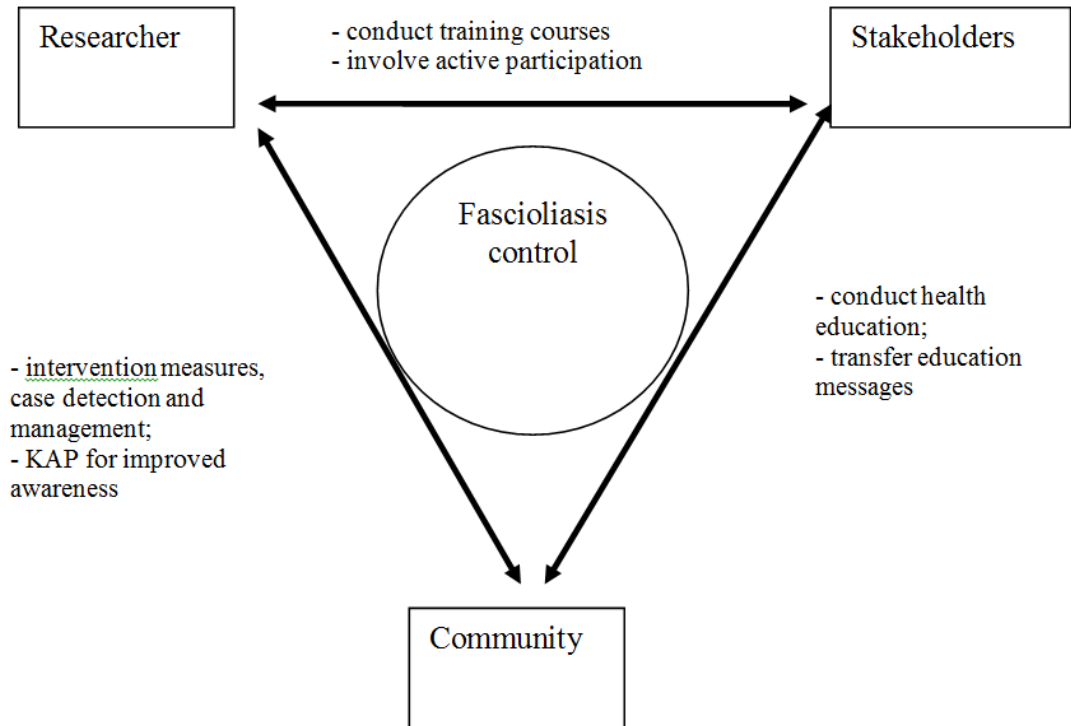 Researcher
- conduct training courses
- involve active participation
Stakeholders
Fascioliasis
control
- conduct health
education;
- transfer education
messages
- intervention measures,
case detection and
management;
- KAP for improved
awareness
Community